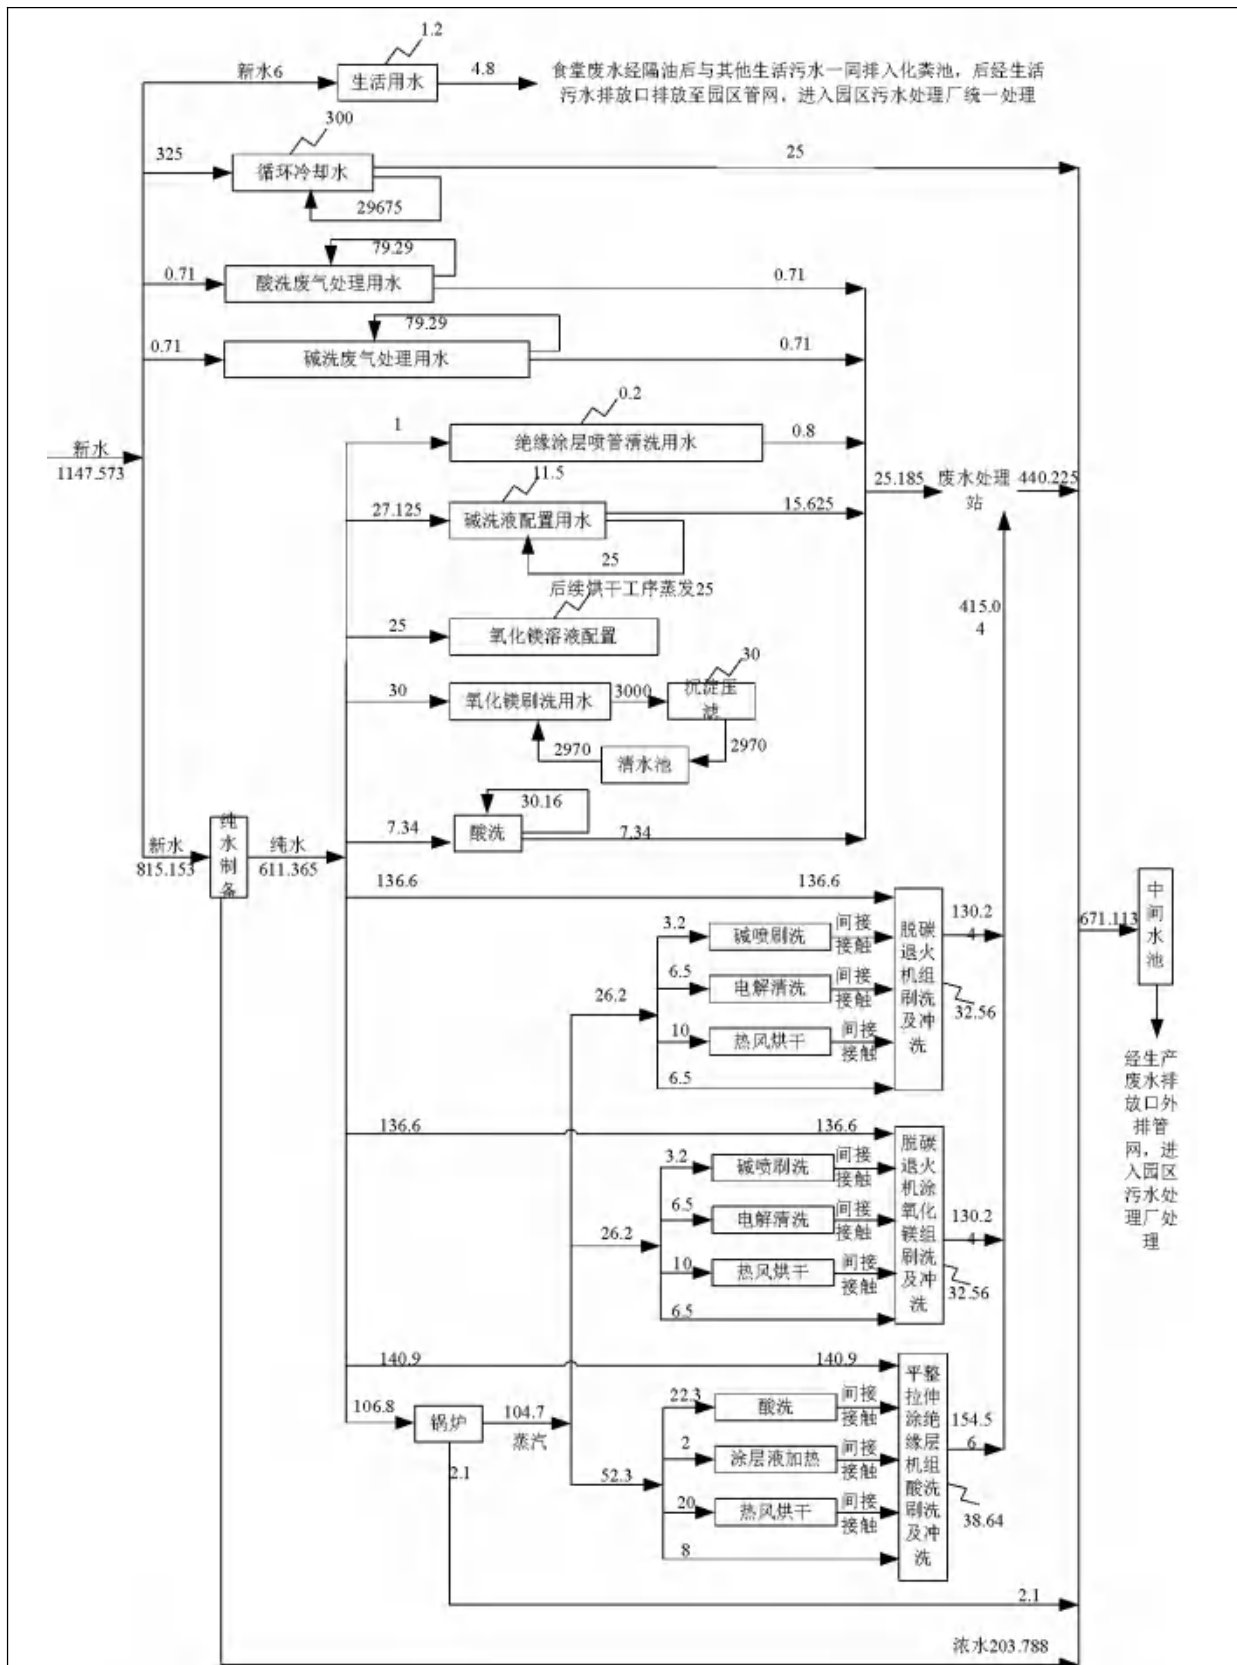 1.2
新水6
生活用水
4.8
食堂废水经隔油后与其他生活污水一同排入化粪池，后经生活
污水排放口排放至园区管网，进入园区污水处理厂统一处理
300
325
循环冷却水
25
29675
79.29
0.71
酸洗废气处理用水
0.71
79.29
0.71
碱洗废气处理用水
0.71
0.2
1
绝缘涂层喷管清洗用水
0.8
新水
1147.573
11.5
27.125
碱洗液配置用水
15.625
25.185
废水处理
站
440.225
25
后续烘干工序蒸发25
415.0
4
25
氧化镁溶液配置
30
30
氧化镁刷洗用水
3000
沉淀压
滤
2970
清水池
2970
30.16
7.34
酸洗
7.34
新水
815.153
纯
水
制
备
纯水
611.365
136.6
136.6
3.2
碱喷刷洗
间接
接触
6.5
电解清洗
间接
接触
26.2
10
热风烘干
间接
接触
6.5
脱碳
退火
机组
刷洗
及冲
洗
130.2
4
32.56
671.113
中
间
水
池
经生产
废水排
放口外
排管
网，进
入园区
污水处
理厂处
理
136.6
136.6
3.2
碱喷刷洗
间接
接触
6.5
电解清洗
间接
接触
26.2
10
热风烘干
间接
接触
6.5
脱碳
退火
机涂
氧化
镁组
刷洗
及冲
洗
130.2
4
32.56
140.9
140.9
106.8
锅炉
104.7
蒸汽
2.1
22.3
酸洗
间接
接触
2
涂层液加热
间接
接触
52.3
20
热风烘干
间接
接触
8
平整
拉伸
涂绝
缘层
机组
酸洗
刷洗
及冲
洗
154.5
6
38.64
2.1
浓水203.788